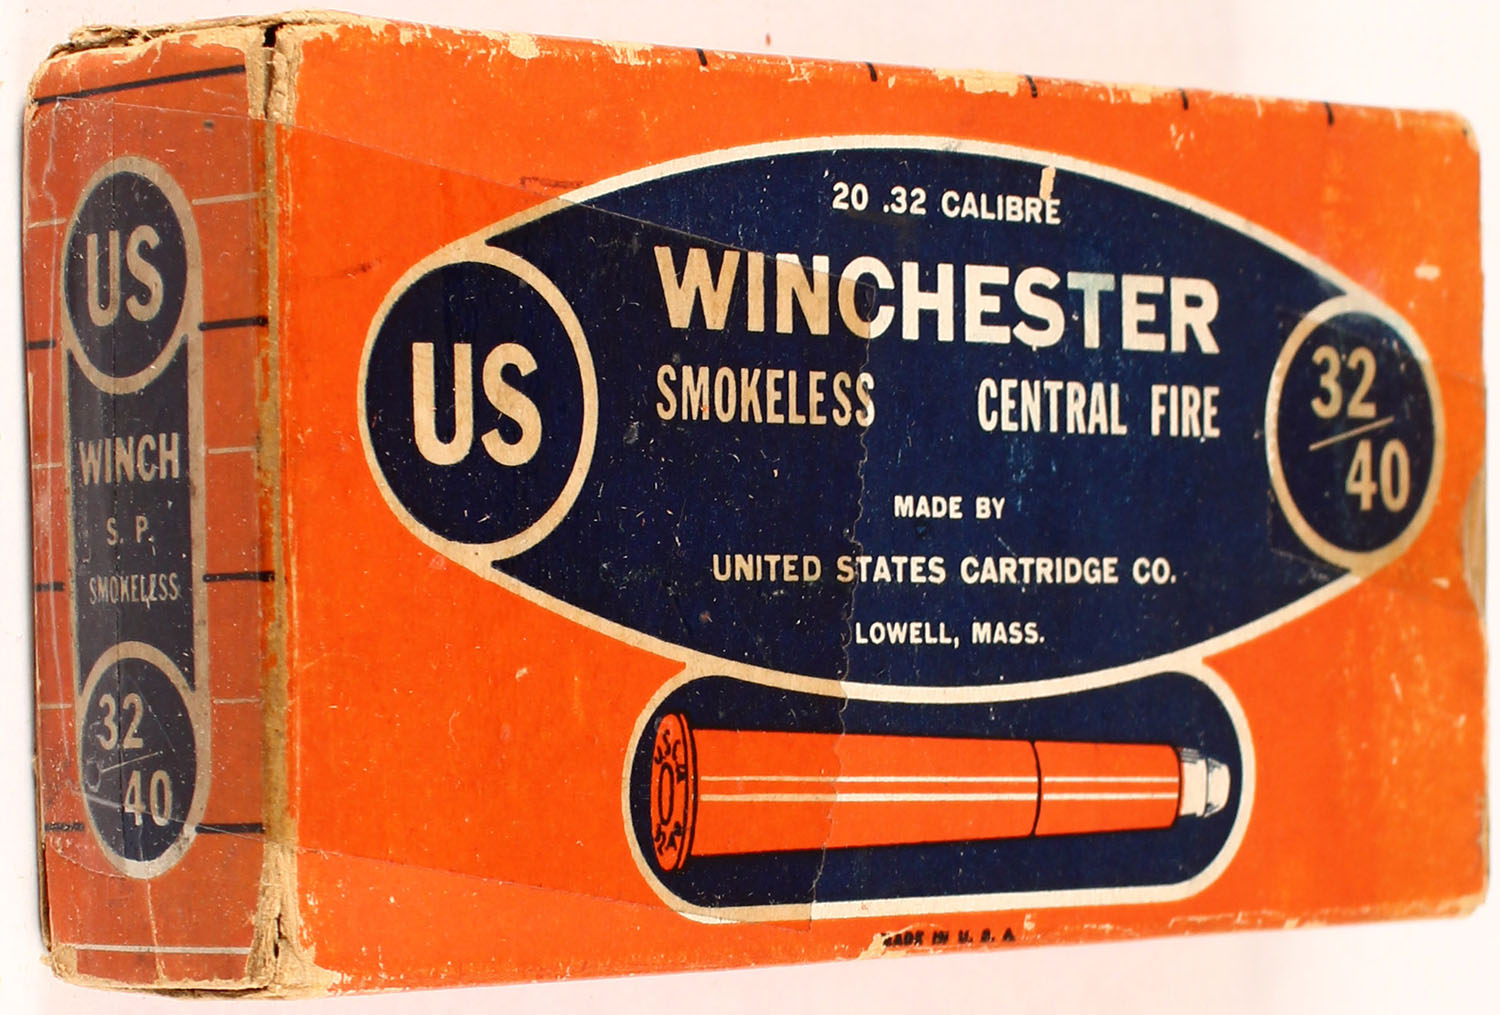 US
WINCH
S. P.
SMOKELESS
32/40
20 .32 CALIBRE
WINCHESTER
SMOKELESS CENTRAL FIRE
US
32/40
MADE BY
UNITED STATES CARTRIDGE CO.
LOWELL, MASS.
MADE IN U. S. A.